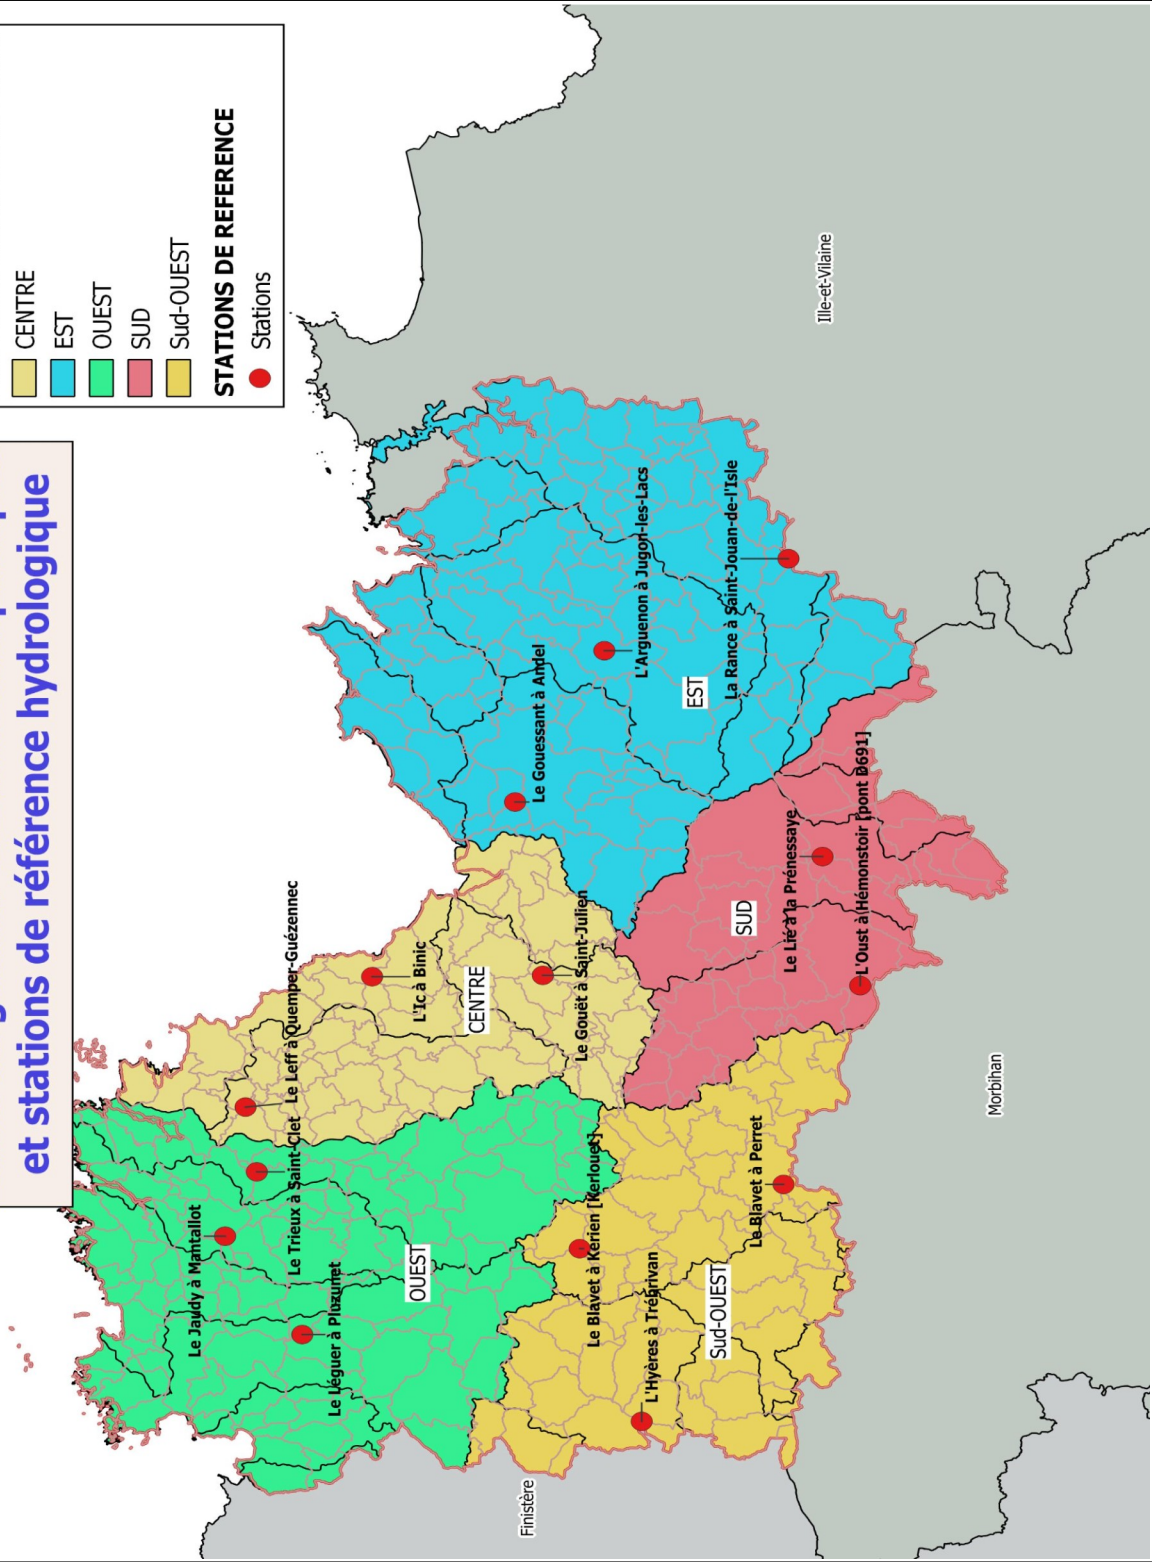 et stations de référence hydrologique
CENTRE
EST
OUEST
SUD
Sud-OUEST
STATIONS DE REFERENCE
Stations
Le Jaudy à Mantallot
Le Trieux à Saint-Clet
Le Leff à Quemper-Guézennec
Le Léguer à Pluzunet
L'Ic à Binic
OUEST
CENTRE
Le Gouessant à Andel
Le Gouët à Saint-Julien
Finistère
Le Blavet à Kerien [Kerlouet]
L'Hyères à Trébrivan
L'Arguenon à Jugon-les-Lacs
EST
Sud-OUEST
SUD
La Rance à Saint-Jouan-de-l'Isle
Le Blavet à Perret
Le Lié à la Prénessaye
L'Oust à Hémonstoir [pont D691]
Ille-et-Vilaine
Morbihan